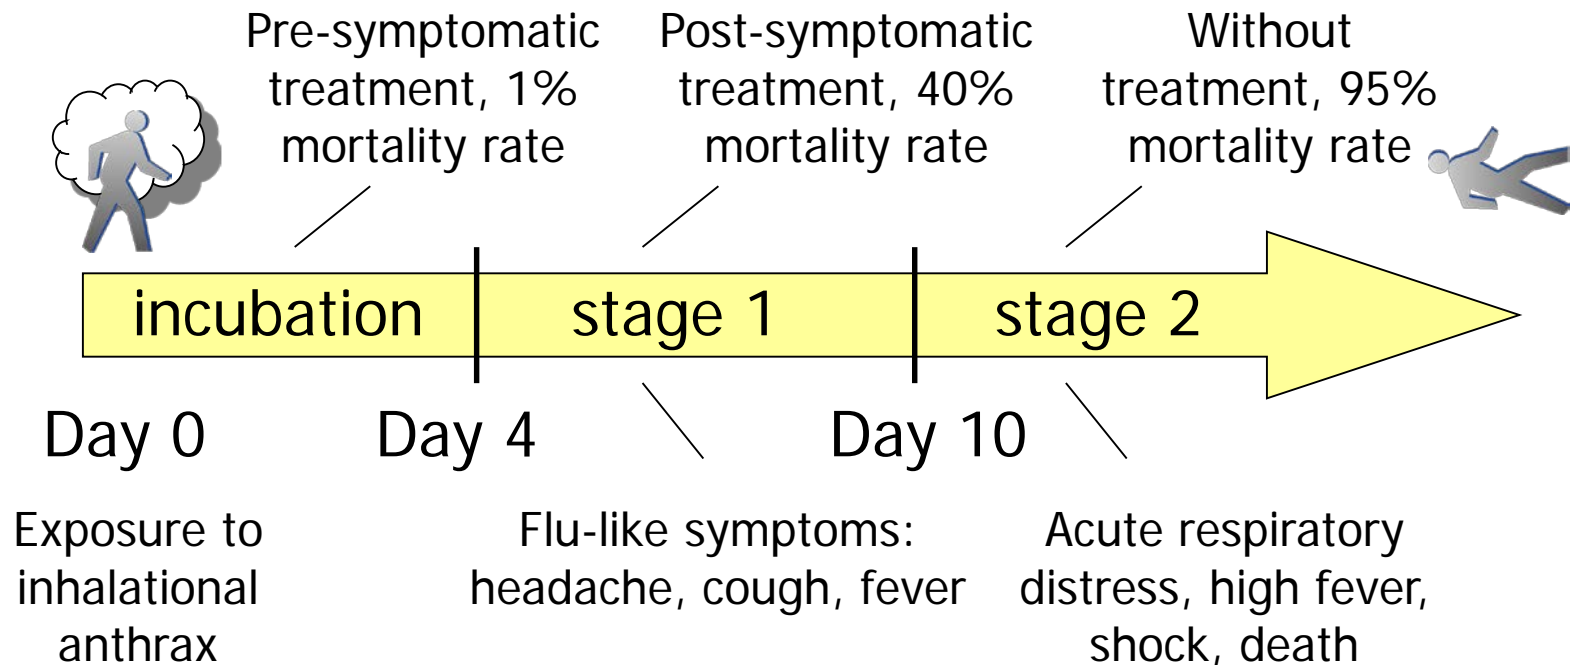 Pre-symptomatic
treatment, 1%
mortality rate
Post-symptomatic
treatment, 40%
mortality rate
Without
treatment, 95%
mortality rate
incubation
stage 1
stage 2
Day 0
Day 4
Day 10
Exposure to
inhalational
anthrax
Flu-like symptoms:
headache, cough, fever
Acute respiratory
distress, high fever,
shock, death